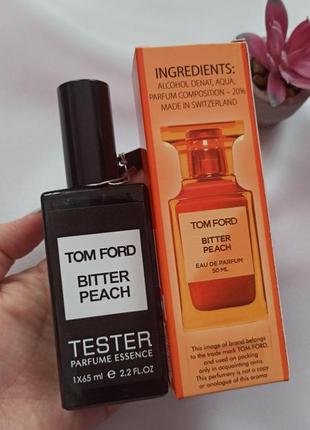 TOM FORD
BITTER
PEACH
TESTER
PARFUME ESSENCE
1X65 ml e 2.2 FL.OZ
INGREDIENTS:
ALCOHOL DENAT, AQUA,
PARFUM COMPOSITION ~ 20%
MADE IN SWITZERLAND
TOM FORD
BITTER
PEACH
EAU DE PARFUM
50 ML
This image of brand belongs
to the trade mark TOM FORD,
and used on packing
only in acquainting aims.
This perfumery is not a copy
or analogue of this aroma